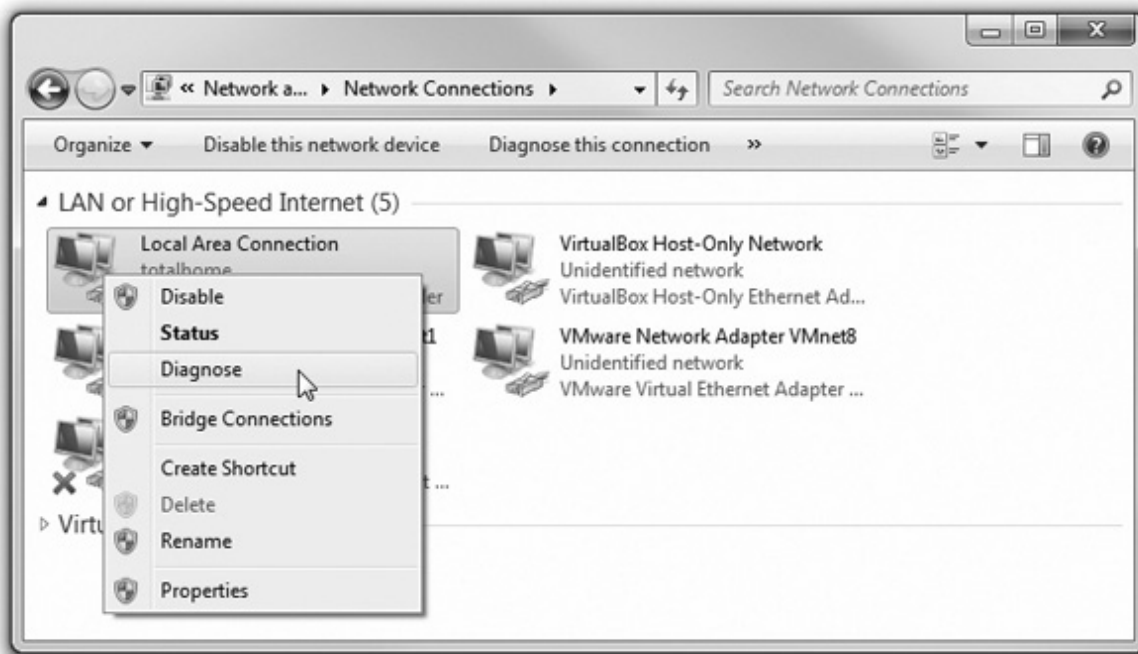 « Network a... ▸ Network Connections ▸
Search Network Connections
Organize Disable this network device Diagnose this connection »
LAN or High-Speed Internet (5)
Local Area Connection
totalhome
VirtualBox Host-Only Network
Unidentified network
VirtualBox Host-Only Ethernet Ad...
VMware Network Adapter VMnet8
Unidentified network
VMware Virtual Ethernet Adapter ...
Disable
Status
Diagnose
Bridge Connections
Create Shortcut
Delete
Rename
Properties